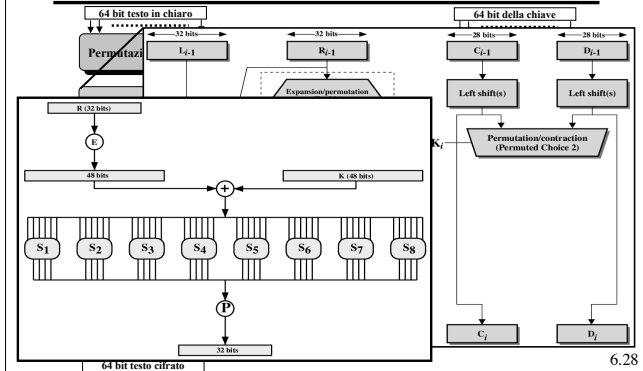 64 bit testo in chiaro
64 bit della chiave
32 bits
32 bits
28 bits
28 bits
Permutazi
Li-1
Ri-1
Ci-1
Di-1
Expansion/permutation
Left shift(s)
Left shift(s)
R (32 bits)
E
Ki
Permutation/contraction
(Permuted Choice 2)
48 bits
K (48 bits)
+
S1
S2
S3
S4
S5
S6
S7
S8
P
32 bits
Ci
Di
64 bit testo cifrato
6.28